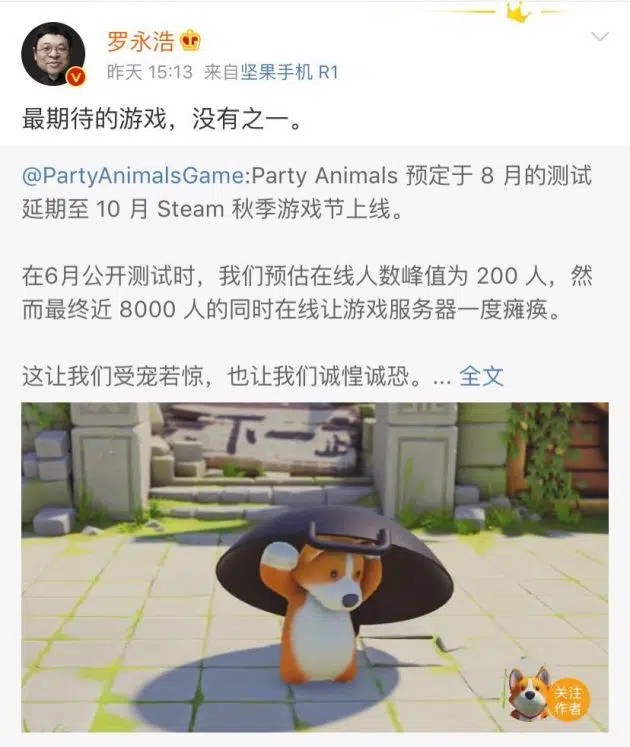 罗永浩
昨天 15:13 来自坚果手机 R1
最期待的游戏，没有之一。
@PartyAnimalsGame:Party Animals 预定于 8 月的测试
延期至 10 月 Steam 秋季游戏节上线。
在6月公开测试时，我们预估在线人数峰值为 200 人，然
而最终近 8000 人的同时在线让游戏服务器一度瘫痪。
这让我们受宠若惊，也让我们诚惶诚恐。... 全文
下一步
关注
作者